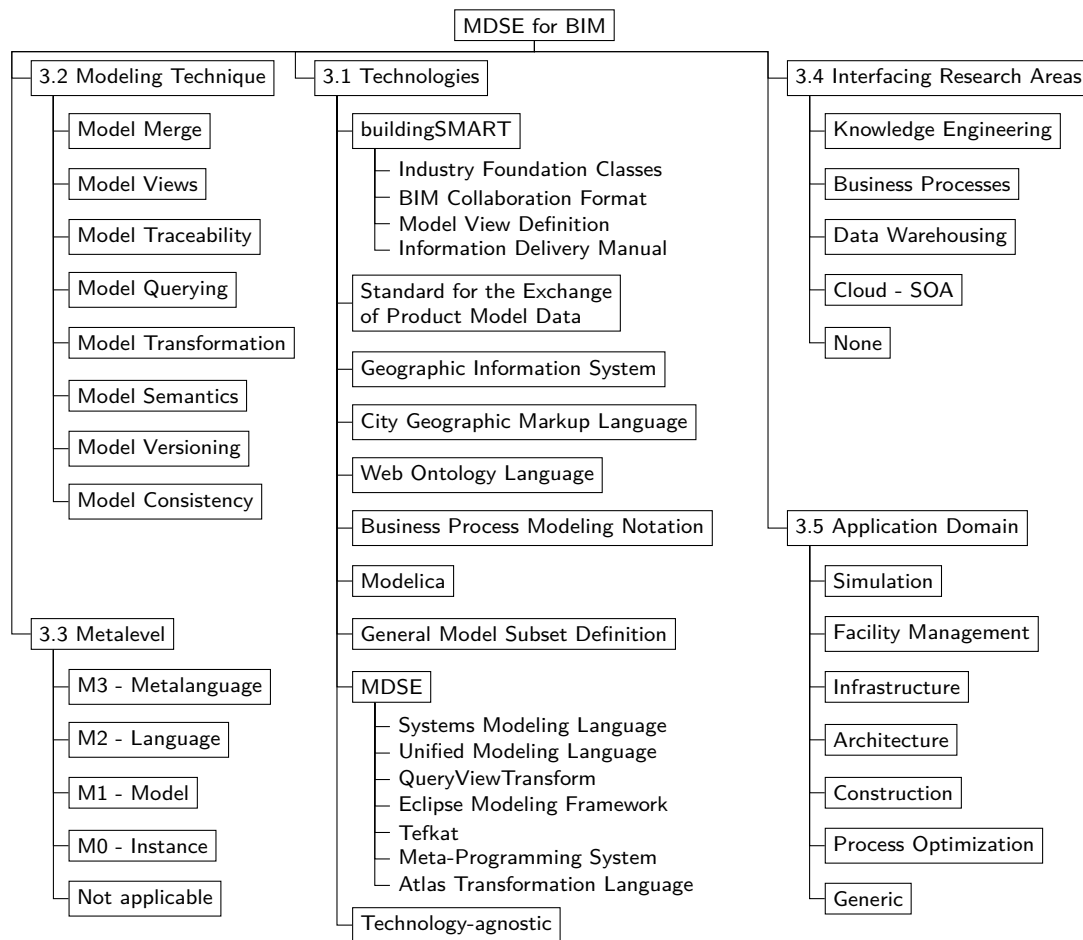 MDSE for BIM
3.2 Modeling Technique
Model Merge
Model Views
Model Traceability
Model Querying
Model Transformation
Model Semantics
Model Versioning
Model Consistency
3.3 Metalevel
M3 - Metalanguage
M2 - Language
M1 - Model
M0 - Instance
Not applicable
3.1 Technologies
buildingSMART
Industry Foundation Classes
BIM Collaboration Format
Model View Definition
Information Delivery Manual
Standard for the Exchange
of Product Model Data
Geographic Information System
City Geographic Markup Language
Web Ontology Language
Business Process Modeling Notation
Modelica
General Model Subset Definition
MDSE
Systems Modeling Language
Unified Modeling Language
QueryViewTransform
Eclipse Modeling Framework
Tefkat
Meta-Programming System
Atlas Transformation Language
Technology-agnostic
3.4 Interfacing Research Areas
Knowledge Engineering
Business Processes
Data Warehousing
Cloud - SOA
None
3.5 Application Domain
Simulation
Facility Management
Infrastructure
Architecture
Construction
Process Optimization
Generic